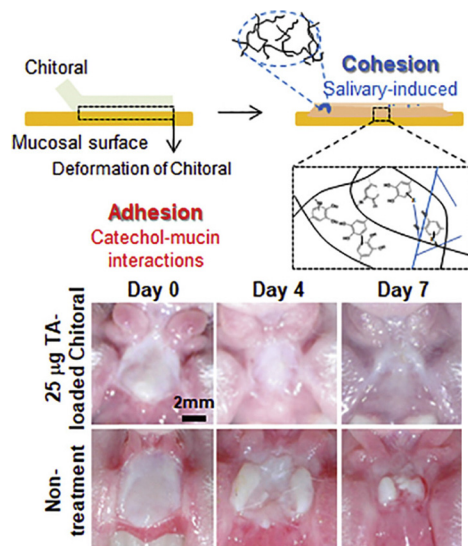 Chitoral
Mucosal surface
Deformation of Chitoral
Adhesion
Catechol-mucin
interactions
Cohesion
Salivary-induced
Day 0
Day 4
Day 7
25 µg TA-
loaded Chitoral
2mm
Non-
treatment